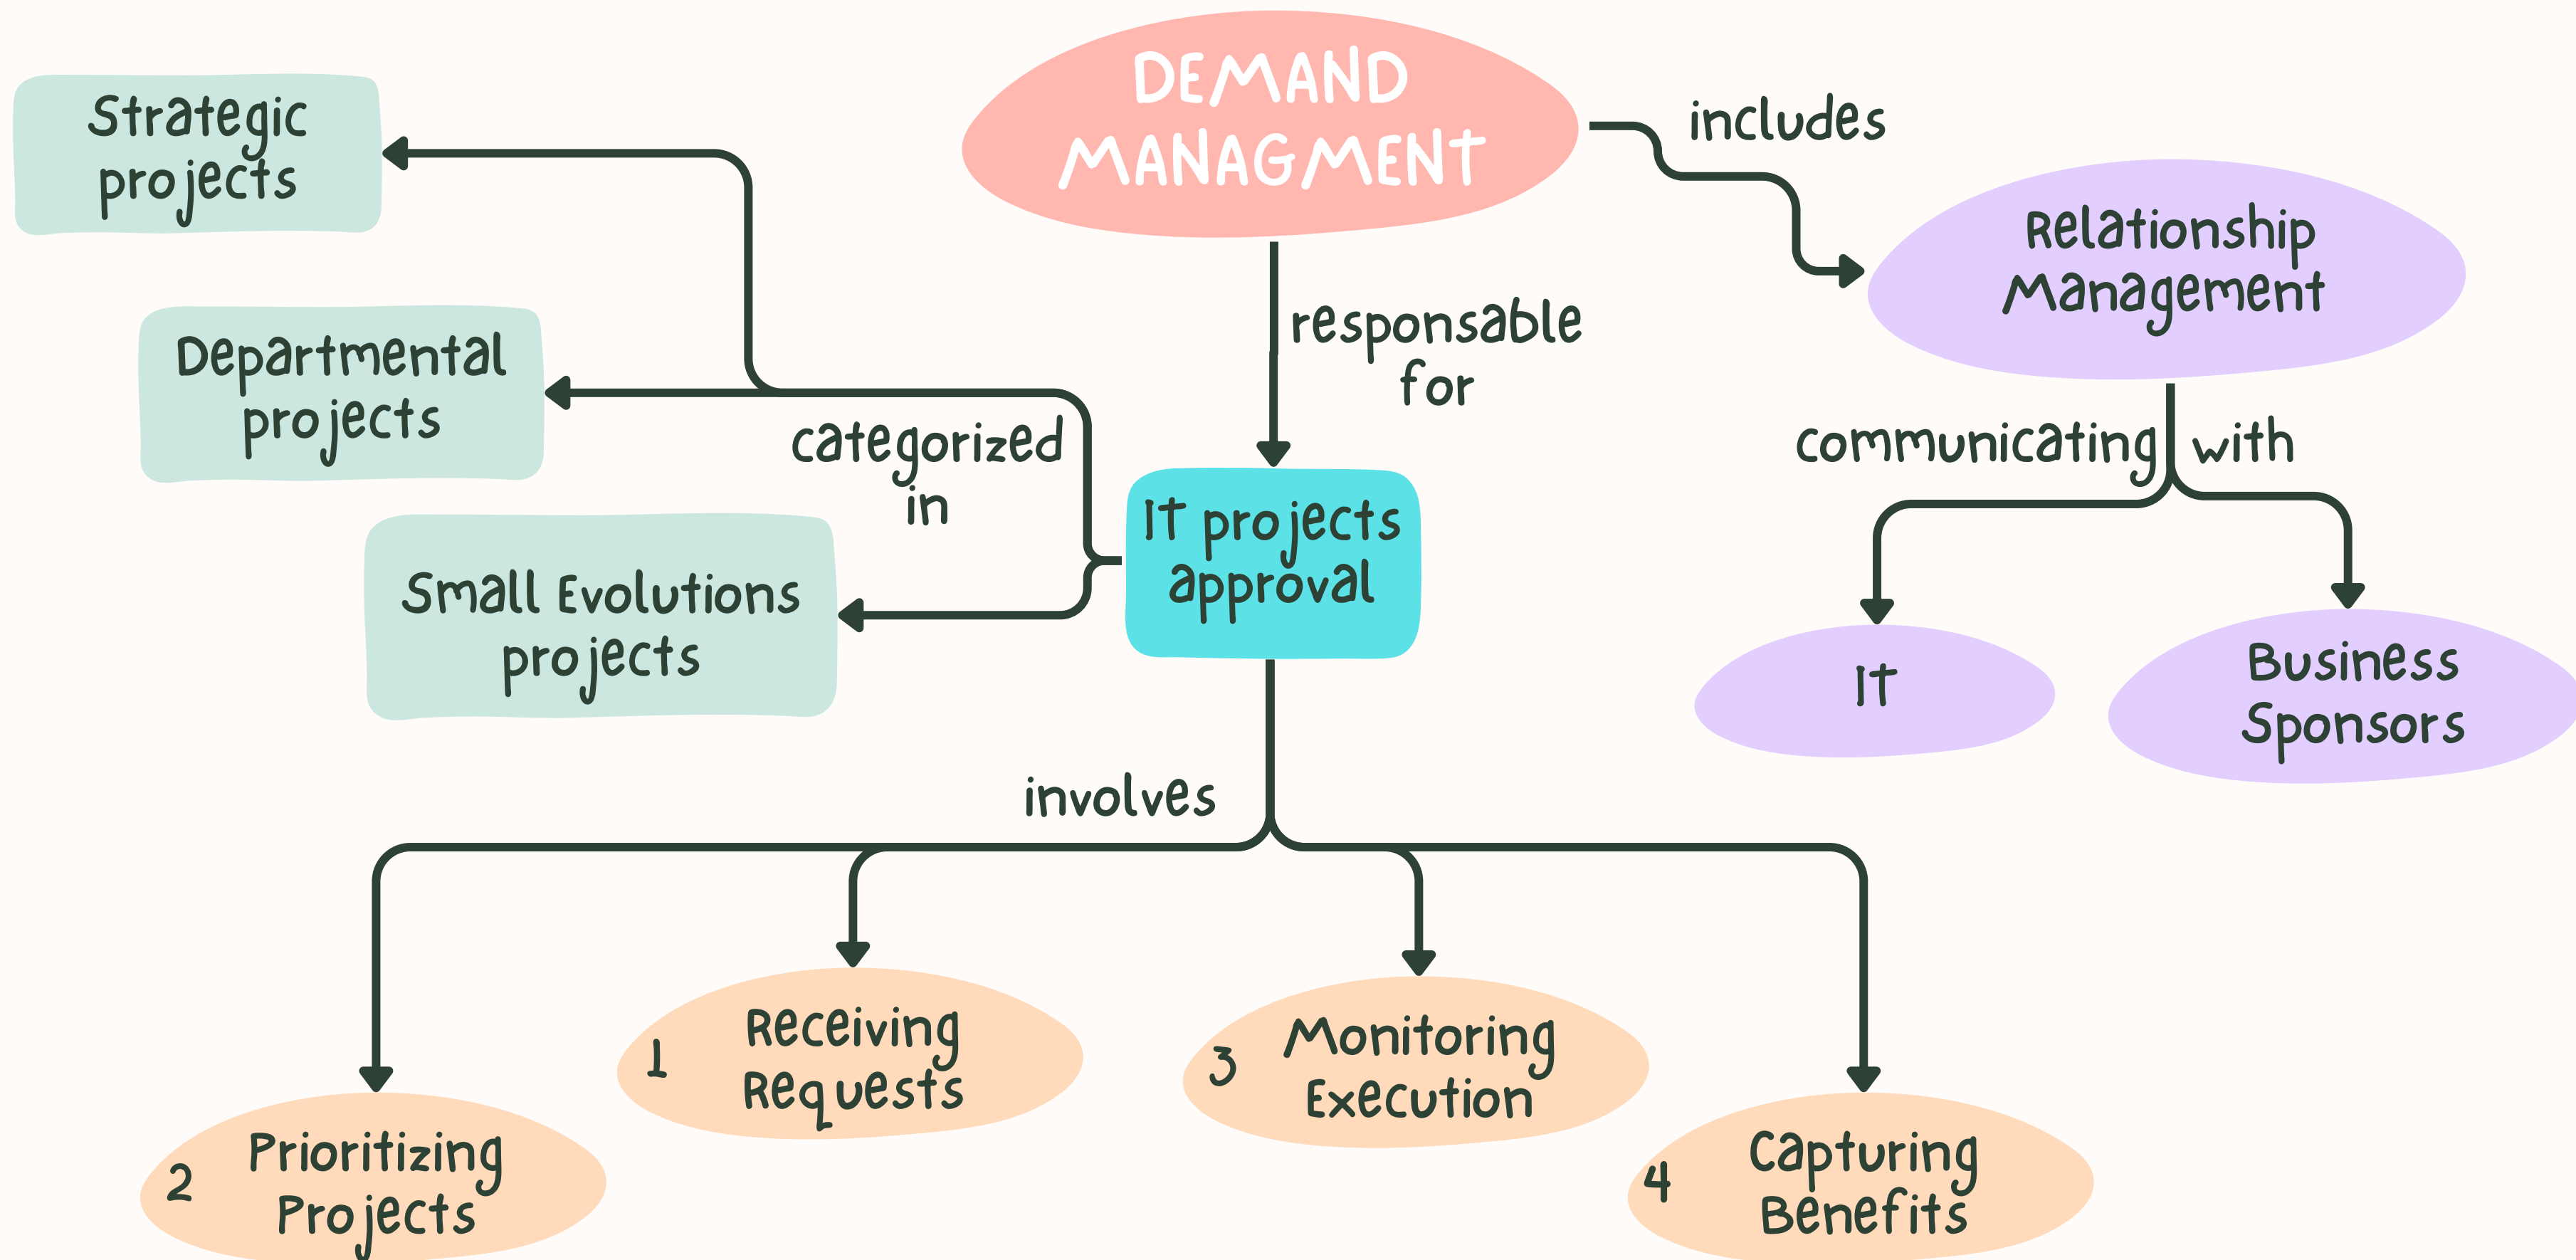 DEMAND
MANAGMENT
includes
Strategic
projects
Relationship
Management
responsable
for
Departmental
projects
categorized
in
communicating with
IT projects
approval
Small Evolutions
projects
IT
Business
Sponsors
involves
1
Receiving
Requests
3
Monitoring
Execution
2
Prioritizing
Projects
4
Capturing
Benefits